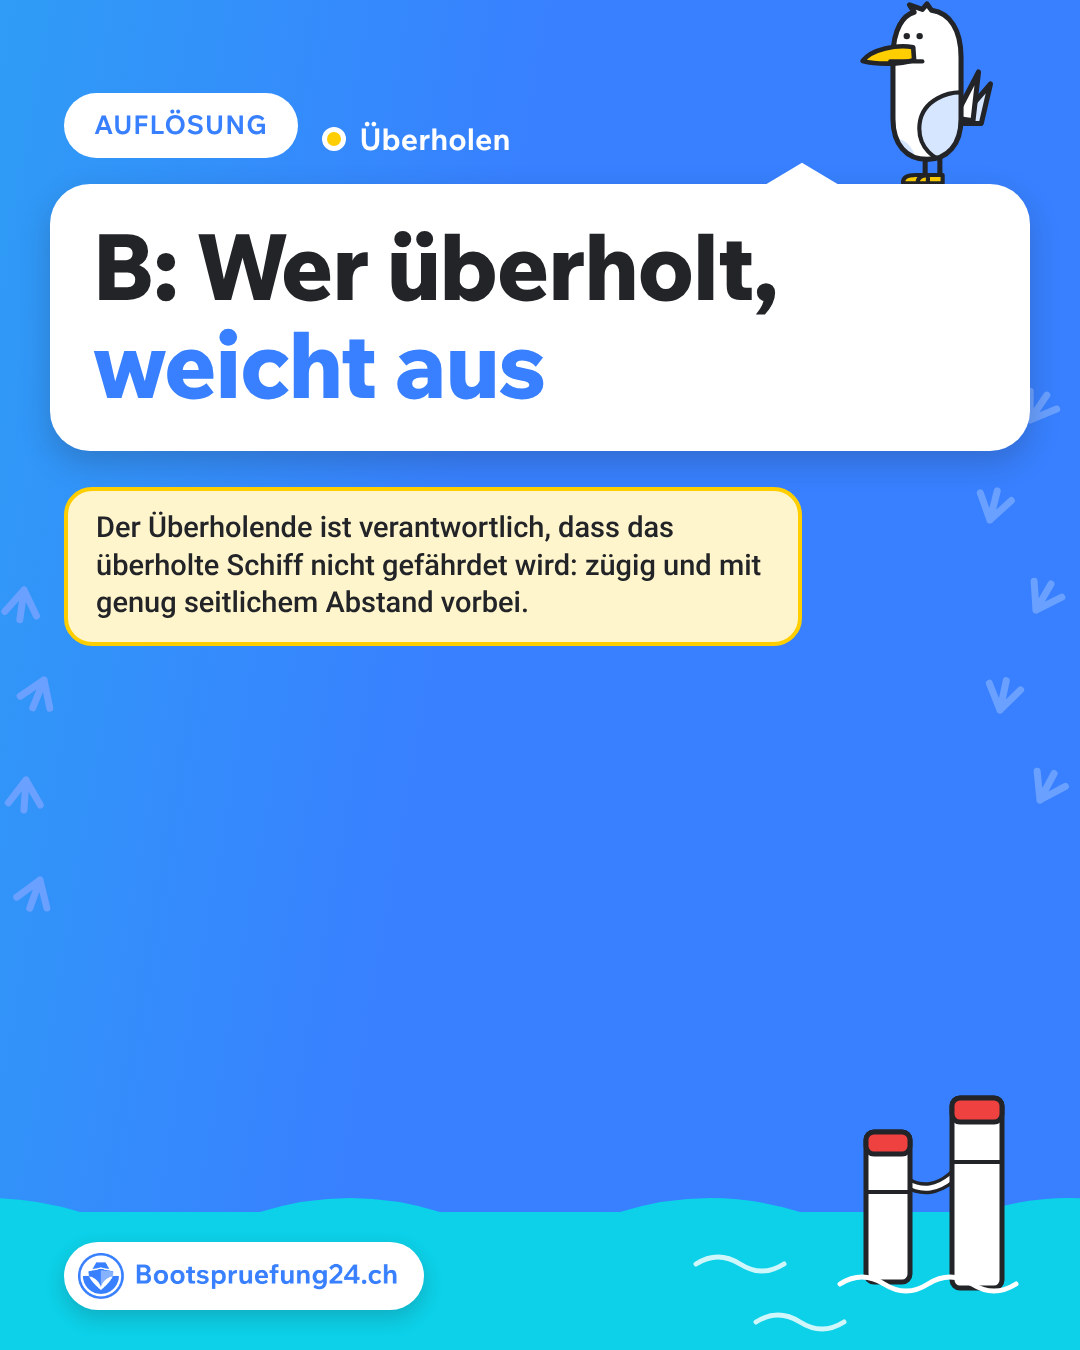 AUFLÖSUNG
Überholen
B: Wer überholt,
weicht aus
Der Überholende ist verantwortlich, dass das
überholte Schiff nicht gefährdet wird: zügig und mit
genug seitlichem Abstand vorbei.
Bootspruefung24.ch